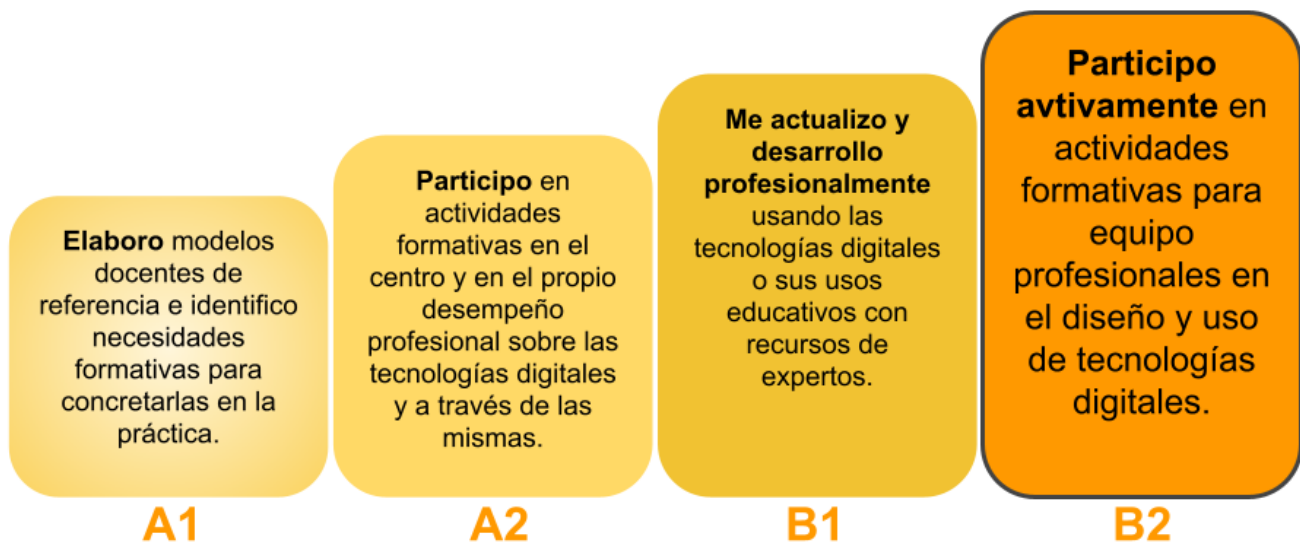 Elaboro modelos
docentes de
referencia e identifico
necesidades
formativas para
concretarlas en la
práctica.
A1
Participo en
actividades
formativas en el
centro y en el propio
desempeño
profesional sobre las
tecnologías digitales
y a través de las
mismas.
A2
Me actualizo y
desarrollo
profesionalmente
usando las
tecnologías digitales
o sus usos
educativos con
recursos de
expertos.
B1
Participo
avtivamente en
actividades
formativas para
equipo
profesionales en
el diseño y uso
de tecnologías
digitales.
B2